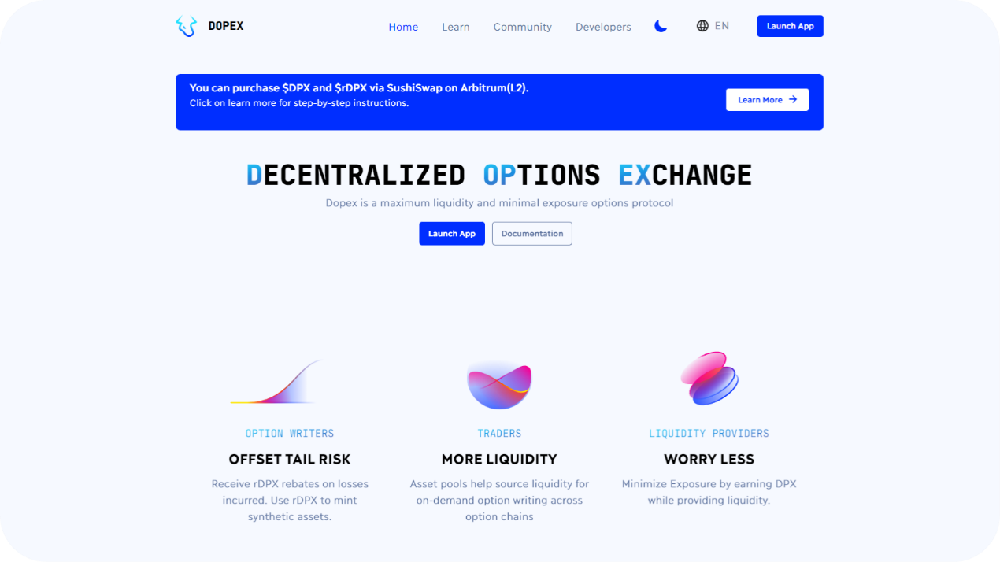 DOPEX
Home Learn Community Developers EN Launch App
You can purchase $DPX and $rDPX via SushiSwap on Arbitrum(L2).
Click on learn more for step-by-step instructions.
Learn More →
DECENTRALIZED OPTIONS EXCHANGE
Dopex is a maximum liquidity and minimal exposure options protocol
Launch App Documentation
OPTION WRITERS
OFFSET TAIL RISK
Receive rDPX rebates on losses
incurred. Use rDPX to mint
synthetic assets.
TRADERS
MORE LIQUIDITY
Asset pools help source liquidity for
on-demand option writing across
option chains
LIQUIDITY PROVIDERS
WORRY LESS
Minimize Exposure by earning DPX
while providing liquidity.